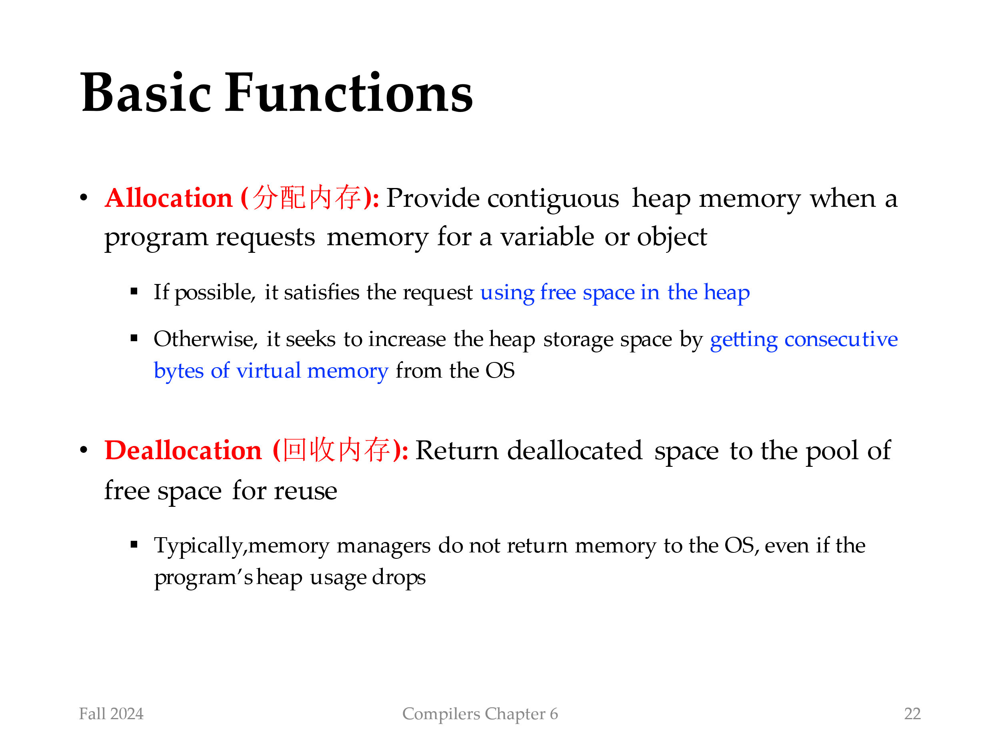 Basic Functions
• Allocation (分配内存): Provide contiguous heap memory when a
program requests memory for a variable or object
▪ If possible, it satisfies the request using free space in the heap
▪ Otherwise, it seeks to increase the heap storage space by getting consecutive
bytes of virtual memory from the OS
• Deallocation (回收内存): Return deallocated space to the pool of
free space for reuse
▪ Typically,memory managers do not return memory to the OS, even if the
program’s heap usage drops
Fall 2024
Compilers Chapter 6
22